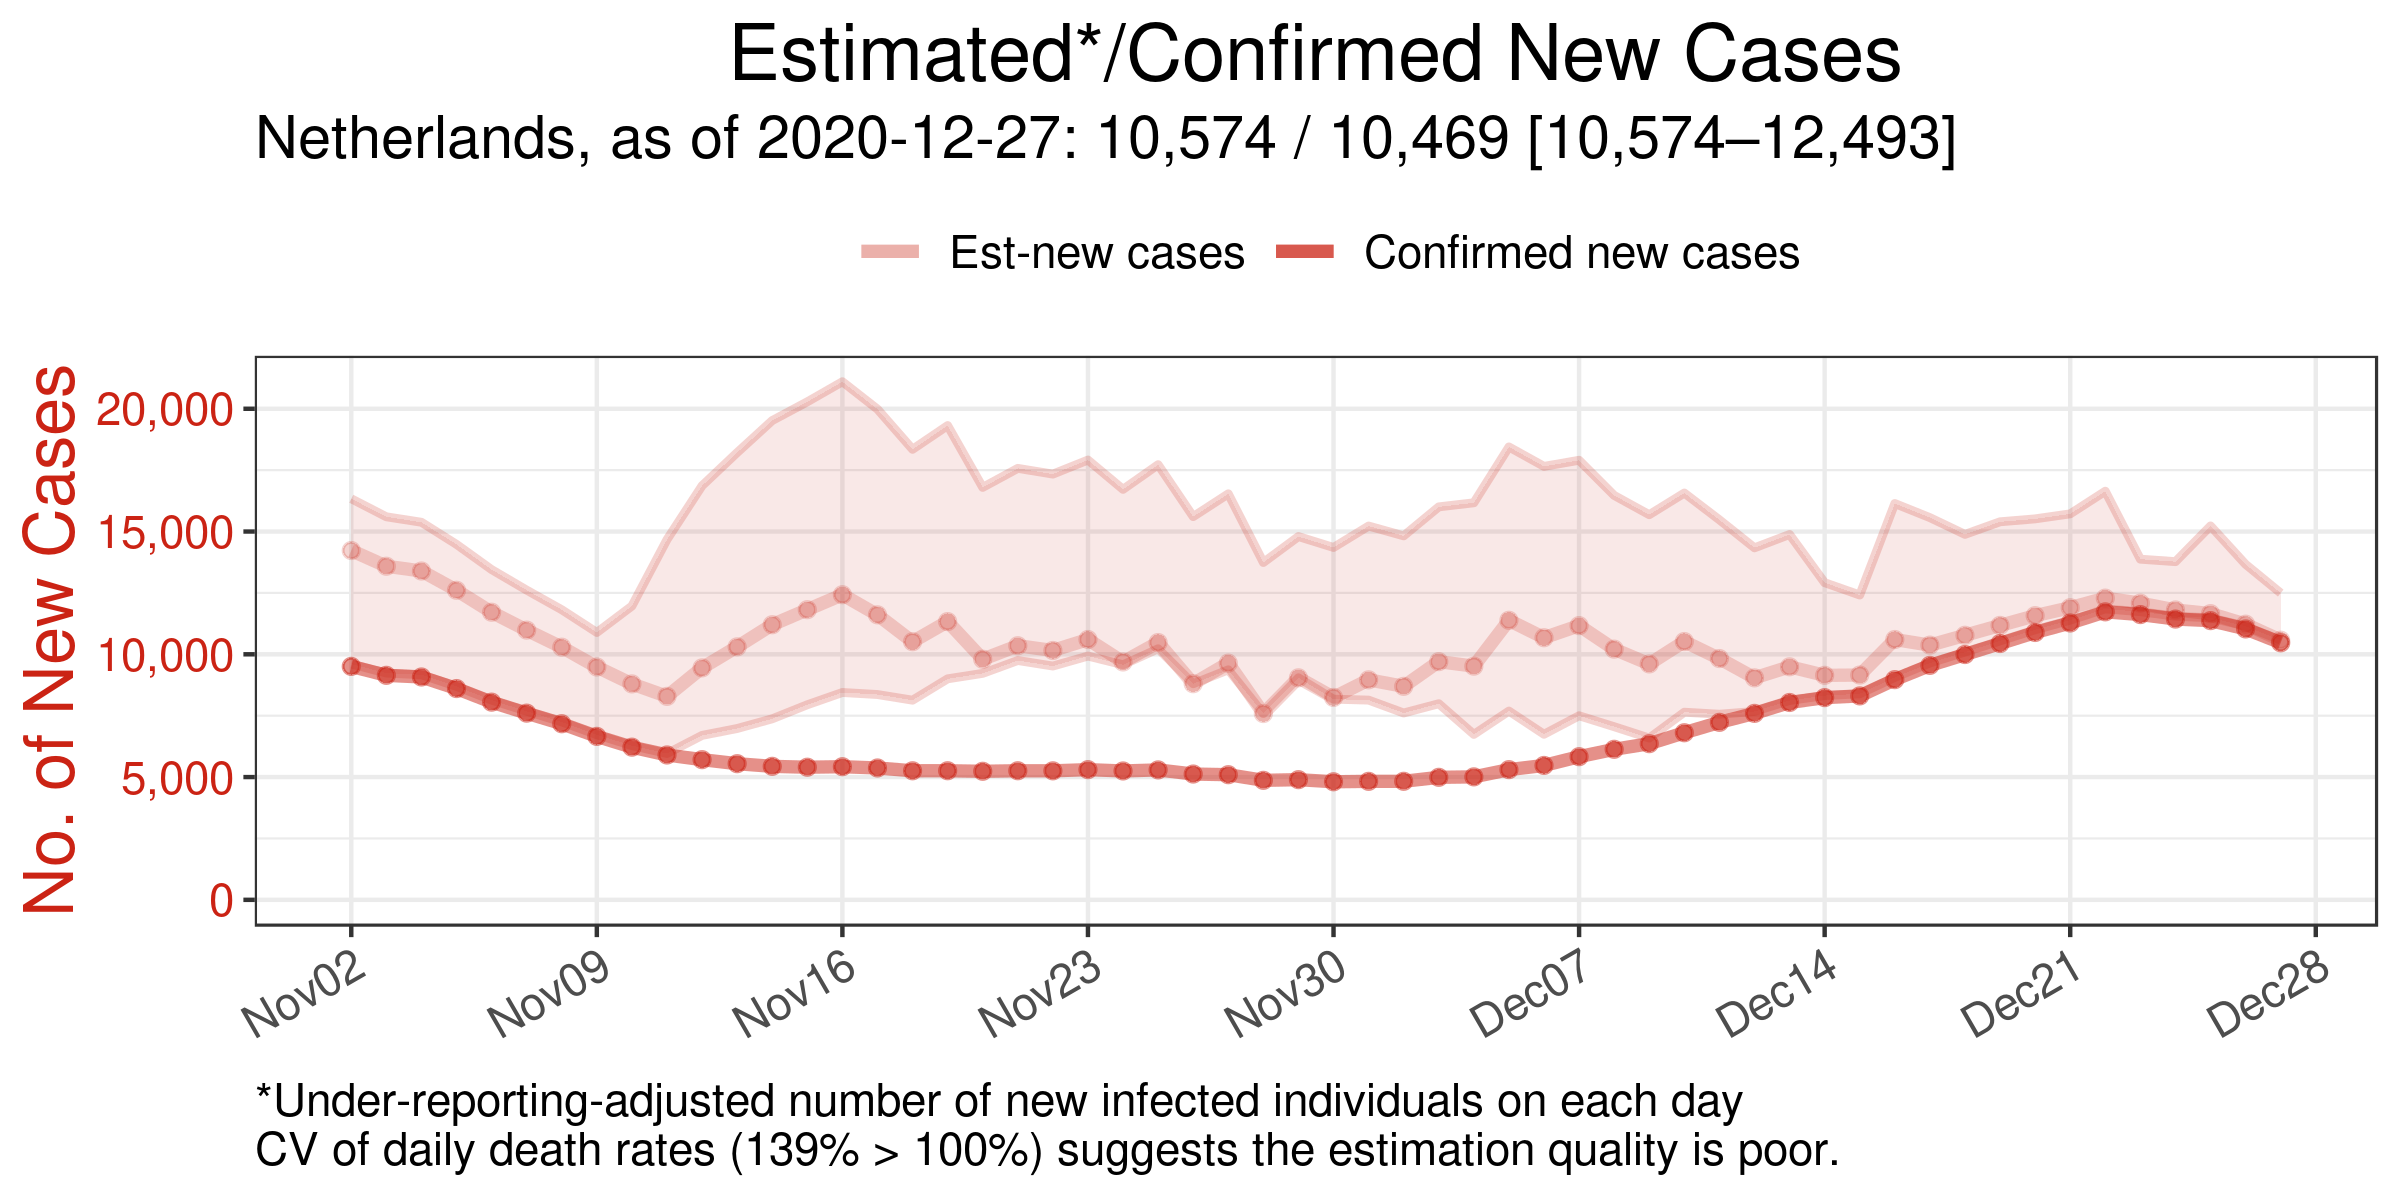 Estimated*/Confirmed New Cases
Netherlands, as of 2020-12-27: 10,574 / 10,469 [10,574–12,493]
Est-new cases
Confirmed new cases
No. of New Cases
20,000
15,000
10,000
5,000
0
Nov02
Nov09
Nov16
Nov23
Nov30
Dec07
Dec14
Dec21
Dec28
*Under-reporting-adjusted number of new infected individuals on each day
CV of daily death rates (139% > 100%) suggests the estimation quality is poor.